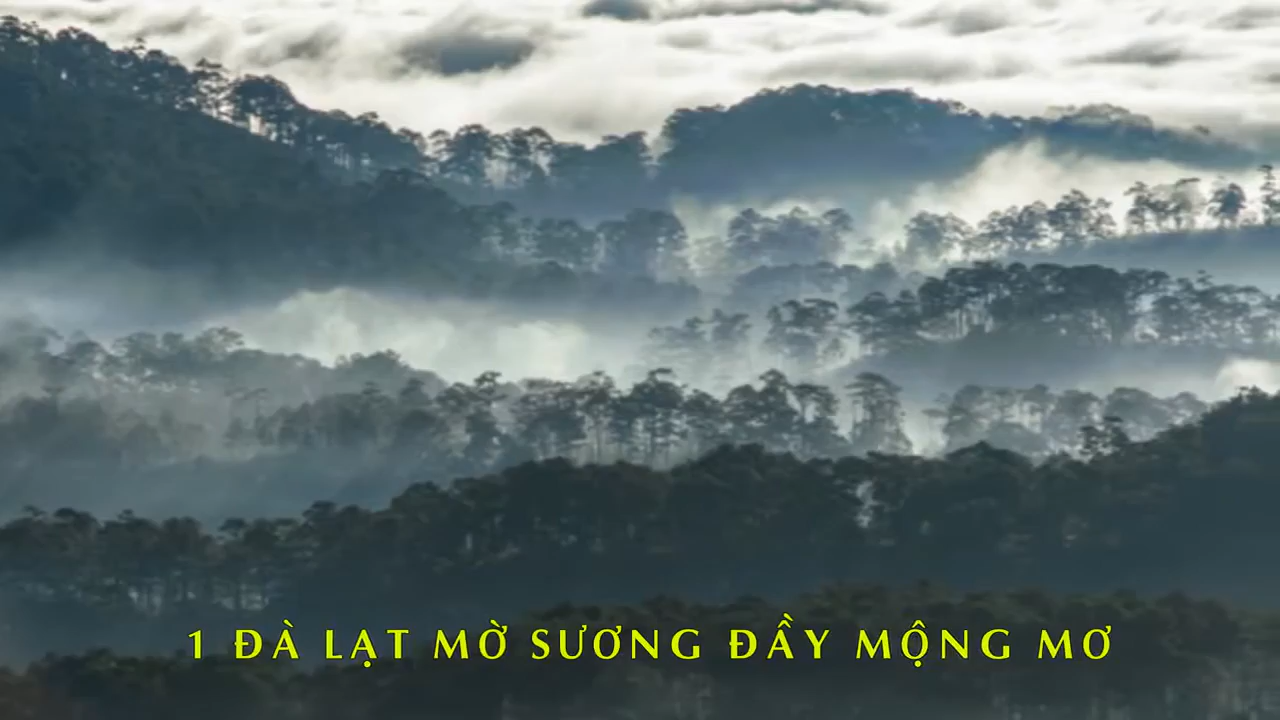 1 ĐÀ LẠT MỜ SƯƠNG ĐẦY MỘNG MƠ